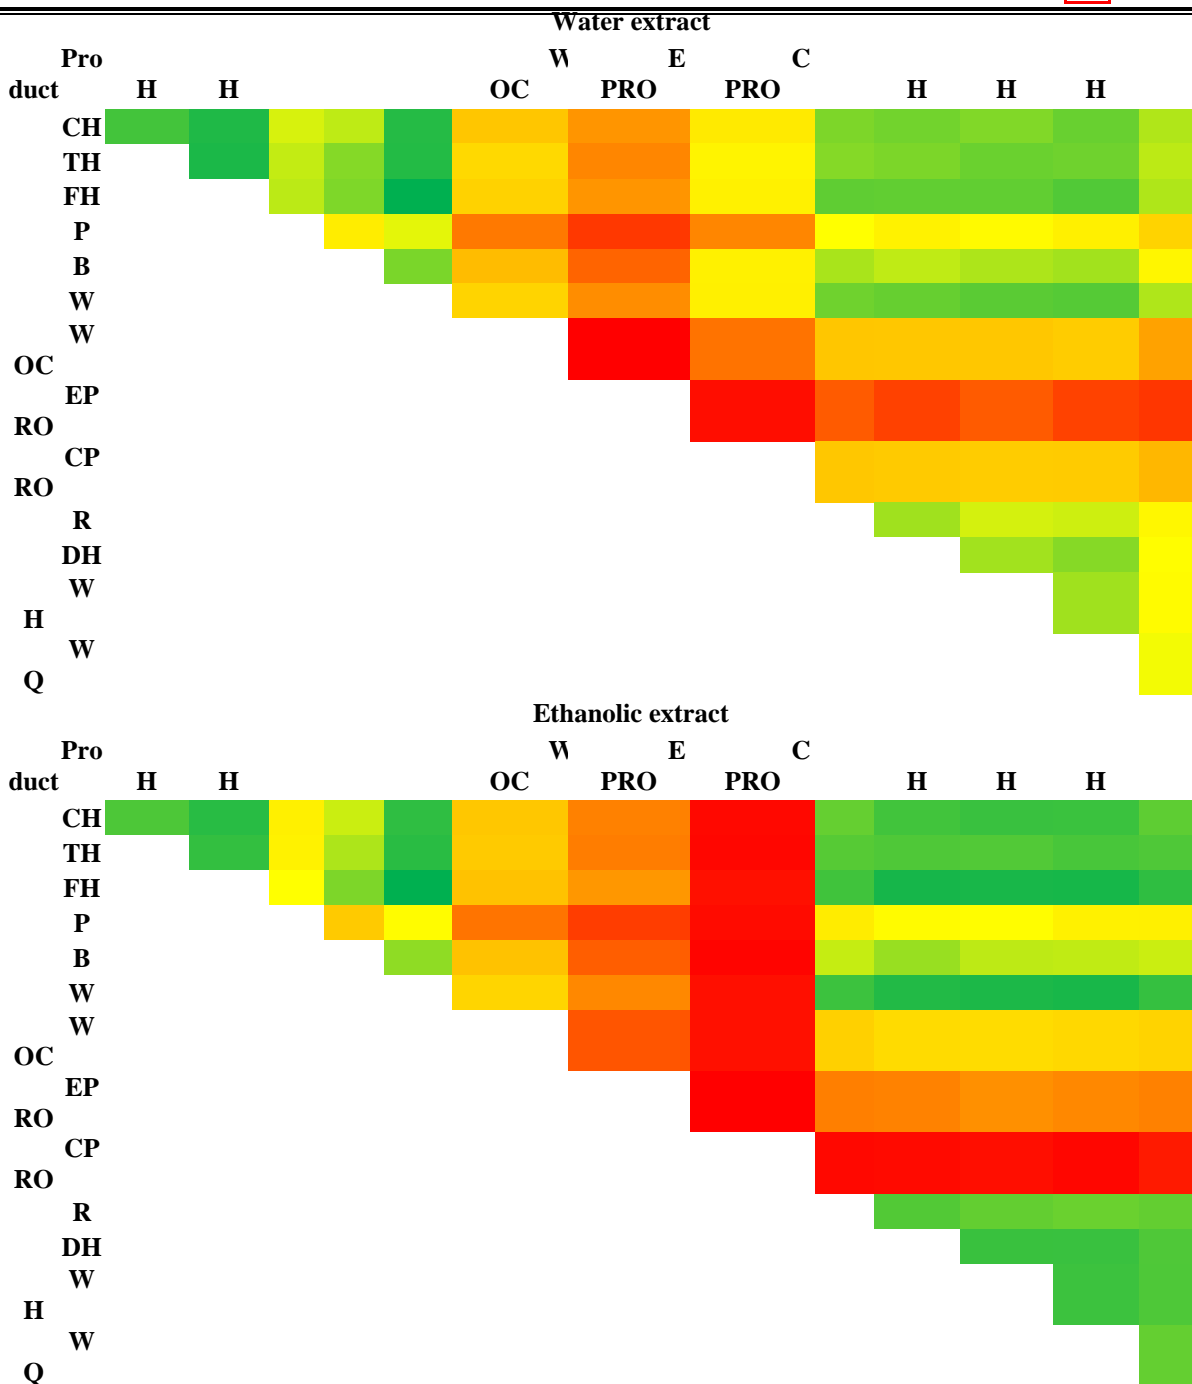 Water extract
Pro W E C
duct H H OC PRO PRO H H H
CH
TH
FH
P
B
W
W
OC
EP
RO
CP
RO
R
DH
W
H
W
Q
Ethanolic extract
Pro W E C
duct H H OC PRO PRO H H H
CH
TH
FH
P
B
W
W
OC
EP
RO
CP
RO
R
DH
W
H
W
Q